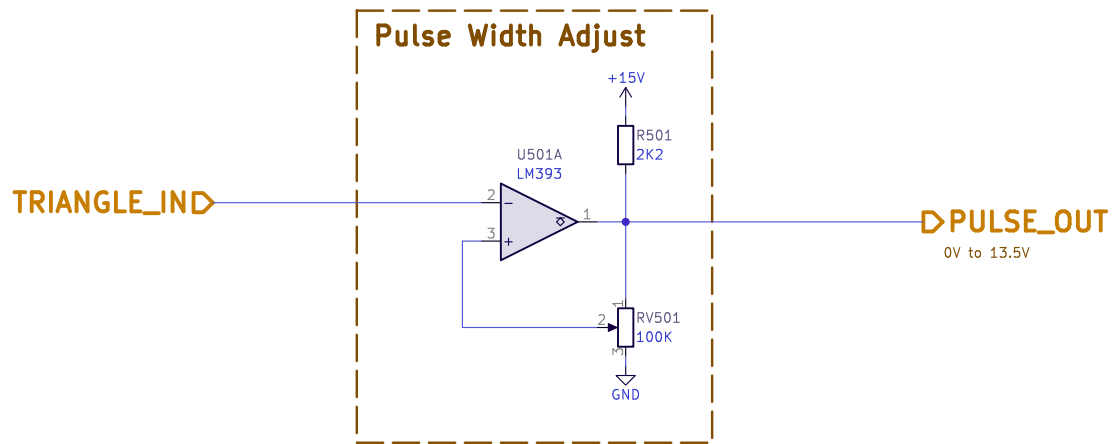 Pulse Width Adjust
+15V
R501
2K2
U501A
LM393
TRIANGLE_IN
2
−
1
3
+
PULSE_OUT
0V to 13.5V
1
2
RV501
100K
3
GND